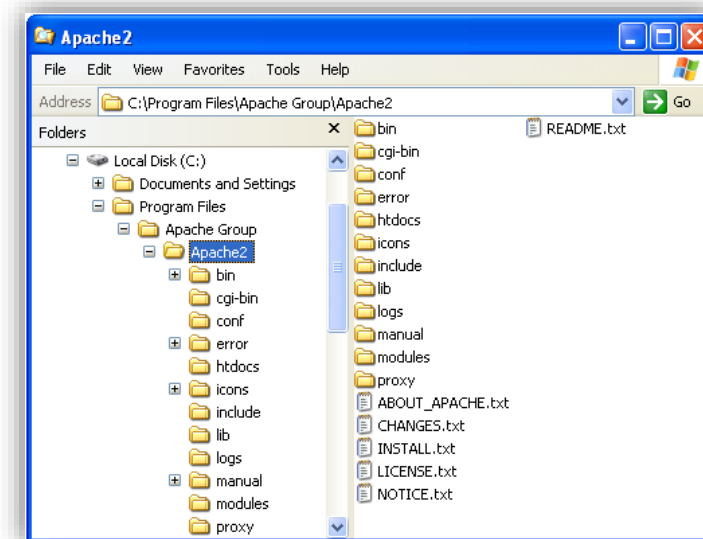 Apache2
File Edit View Favorites Tools Help
Address C:\Program Files\Apache Group\Apache2 Go
Folders
Local Disk (C:)
Documents and Settings
Program Files
Apache Group
Apache2
bin
cgi-bin
conf
error
htdocs
icons
include
lib
logs
manual
modules
proxy
bin
cgi-bin
conf
error
htdocs
icons
include
lib
logs
manual
modules
proxy
ABOUT_APACHE.txt
CHANGES.txt
INSTALL.txt
LICENSE.txt
NOTICE.txt
README.txt